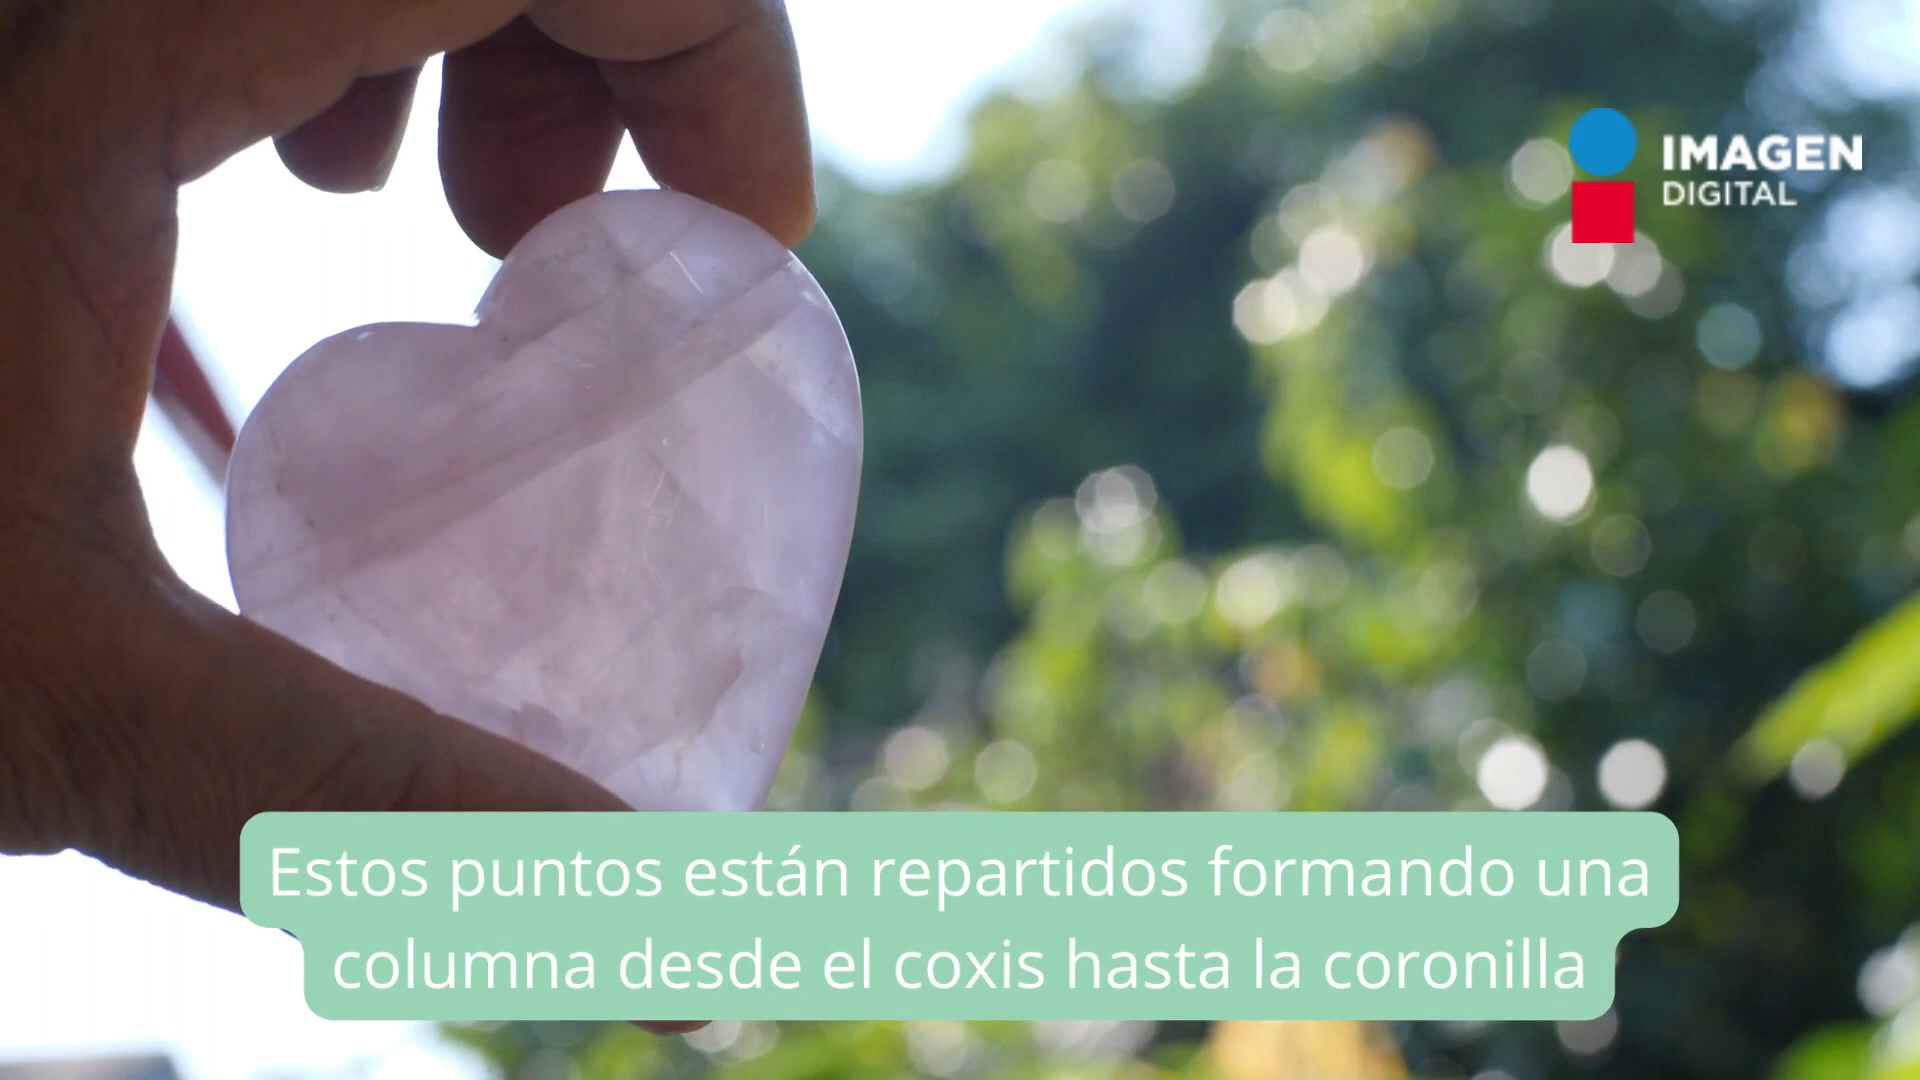 IMAGEN
DIGITAL
Estos puntos están repartidos formando una
columna desde el coxis hasta la coronilla